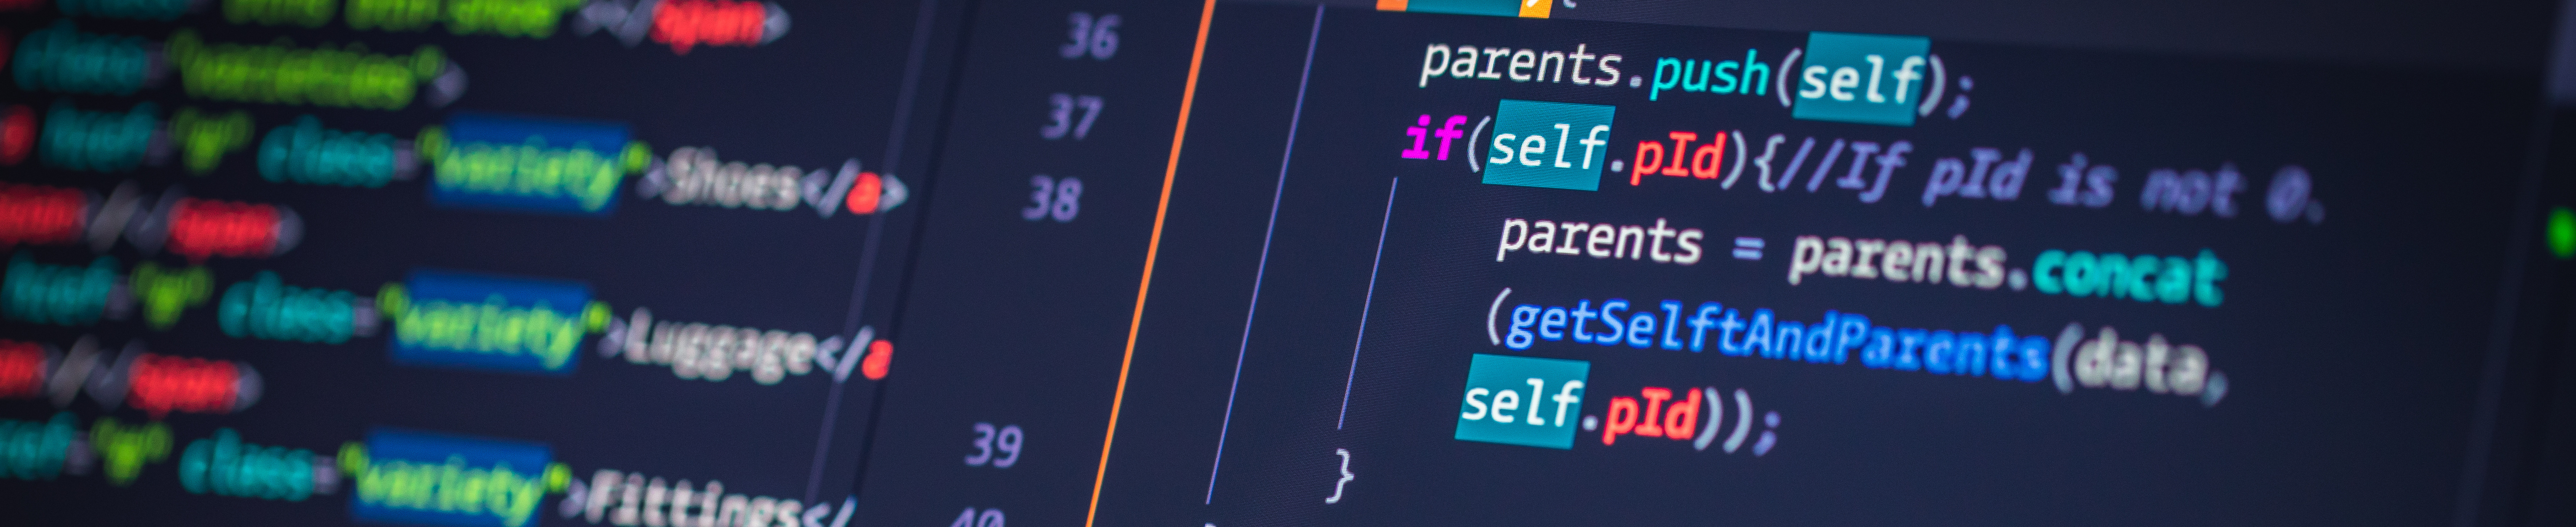 span>
class="varieties">
href="#" class="variety">Shoes</a>
span>/</span>
href="#" class="variety">Luggage</a
span>/</span>
href="#" class="variety">Fittings</
36
37 parents.push(self);
38 if(self.pId){//If pId is not 0.
parents = parents.concat
(getSelftAndParents(data,
self.pId));
39 }
40